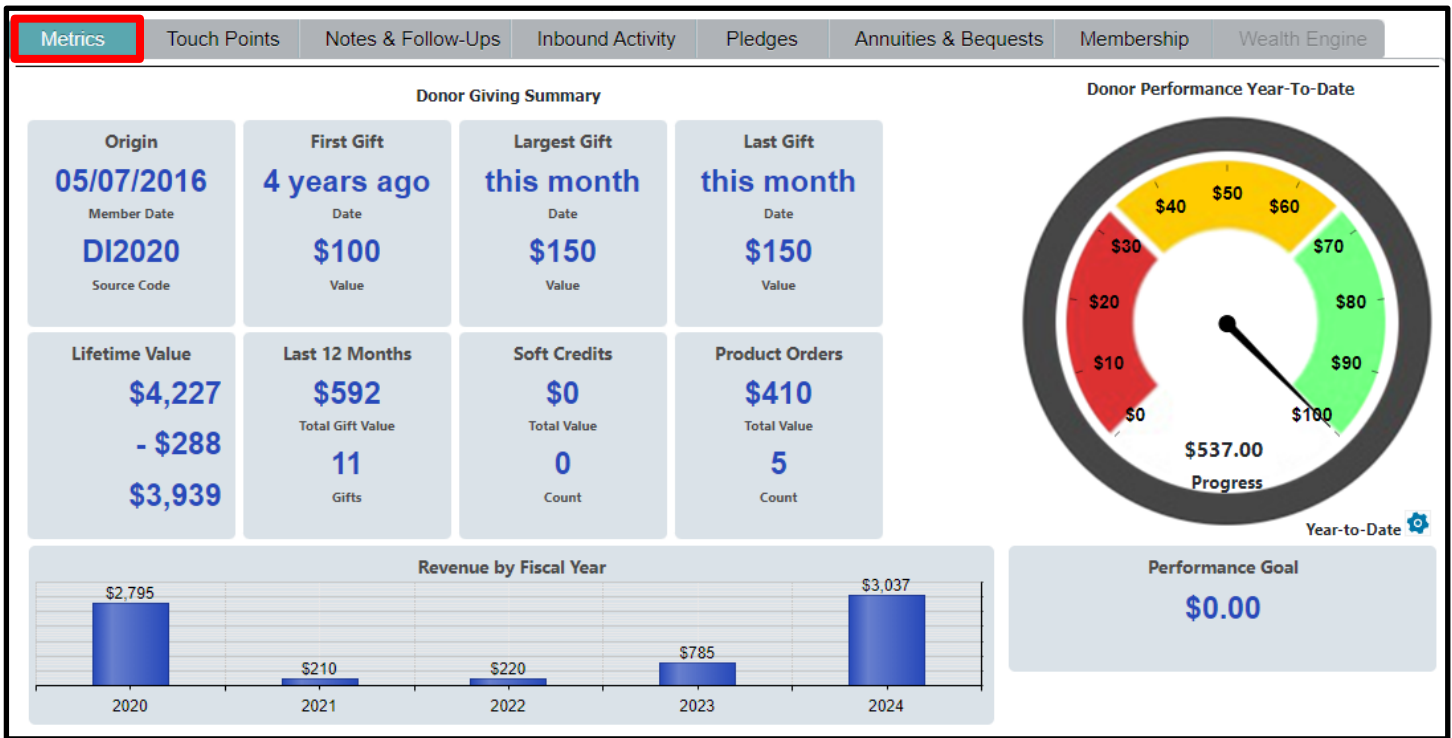 Metrics Touch Points Notes & Follow-Ups Inbound Activity Pledges Annuities & Bequests Membership Wealth Engine
Donor Giving Summary
Origin
05/07/2016
Member Date
DI2020
Source Code
First Gift
4 years ago
Date
$100
Value
Largest Gift
this month
Date
$150
Value
Last Gift
this month
Date
$150
Value
Lifetime Value
$4,227
- $288
$3,939
Last 12 Months
$592
Total Gift Value
11
Gifts
Soft Credits
$0
Total Value
0
Count
Product Orders
$410
Total Value
5
Count
Donor Performance Year-To-Date
$0
$10
$20
$30
$40
$50
$60
$70
$80
$90
$100
$537.00
Progress
Year-to-Date
Revenue by Fiscal Year
$2,795
$210
$220
$785
$3,037
2020 2021 2022 2023 2024
Performance Goal
$0.00